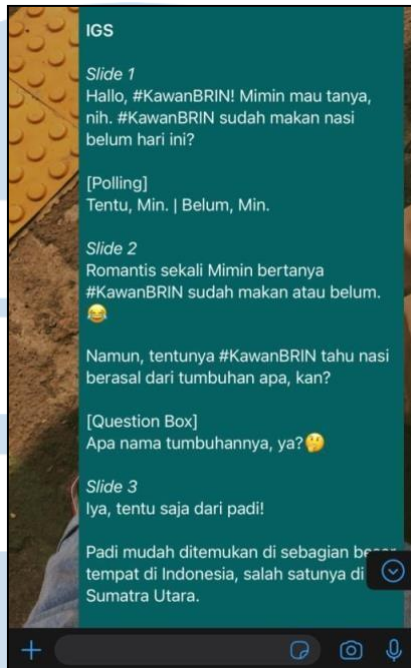 IGS
Slide 1
Hallo, #KawanBRIN! Mimin mau tanya,
nih. #KawanBRIN sudah makan nasi
belum hari ini?
[Polling]
Tentu, Min. | Belum, Min.
Slide 2
Romantis sekali Mimin bertanya
#KawanBRIN sudah makan atau belum.
😂
Namun, tentunya #KawanBRIN tahu nasi
berasal dari tumbuhan apa, kan?
[Question Box]
Apa nama tumbuhannya, ya?🤔
Slide 3
Iya, tentu saja dari padi!
Padi mudah ditemukan di sebagian
tempat di Indonesia, salah satunya di
Sumatra Utara.